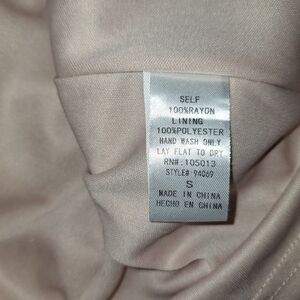 SELF
100%RAYON
LINING
100%POLYESTER
HAND WASH ONLY
LAY FLAT TO DRY
RN#:105013
STYLE# 94069
S
MADE IN CHINA
HECHO EN CHINA